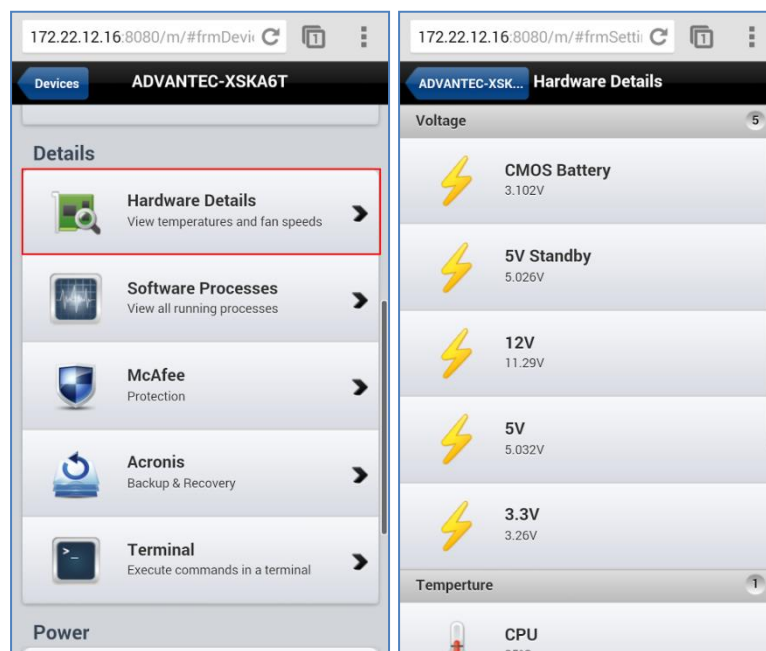 172.22.12.16:8080/m/#frmDevi
1
Devices
ADVANTEC-XSKA6T
Details
Hardware Details
View temperatures and fan speeds
Software Processes
View all running processes
McAfee
Protection
Acronis
Backup & Recovery
Terminal
Execute commands in a terminal
Power
172.22.12.16:8080/m/#frmSetti
1
ADVANTEC-XSK...
Hardware Details
Voltage
5
CMOS Battery
3.102V
5V Standby
5.026V
12V
11.29V
5V
5.032V
3.3V
3.26V
Temperture
1
CPU